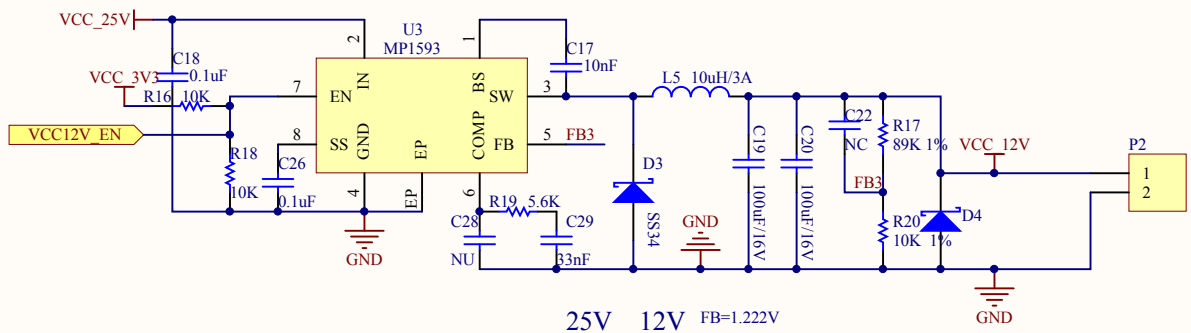 VCC_25V
U3
MP1593
C18
0.1uF
VCC_3V3
R16 10K
VCC12V_EN
R18
10K
C26
0.1uF
2
IN
1
BS
7
EN
SW
3
8
SS
GND
EP
COMP
FB
5
FB3
4
EP
6
GND
C17
10nF
L5 10uH/3A
R19 5.6K
C28
NU
C29
33nF
D3
SS34
GND
C19
100uF/16V
C20
100uF/16V
C22
NC
R17
89K 1%
FB3
R20
10K 1%
D4
VCC_12V
P2
1
2
GND
25V 12V FB=1.222V